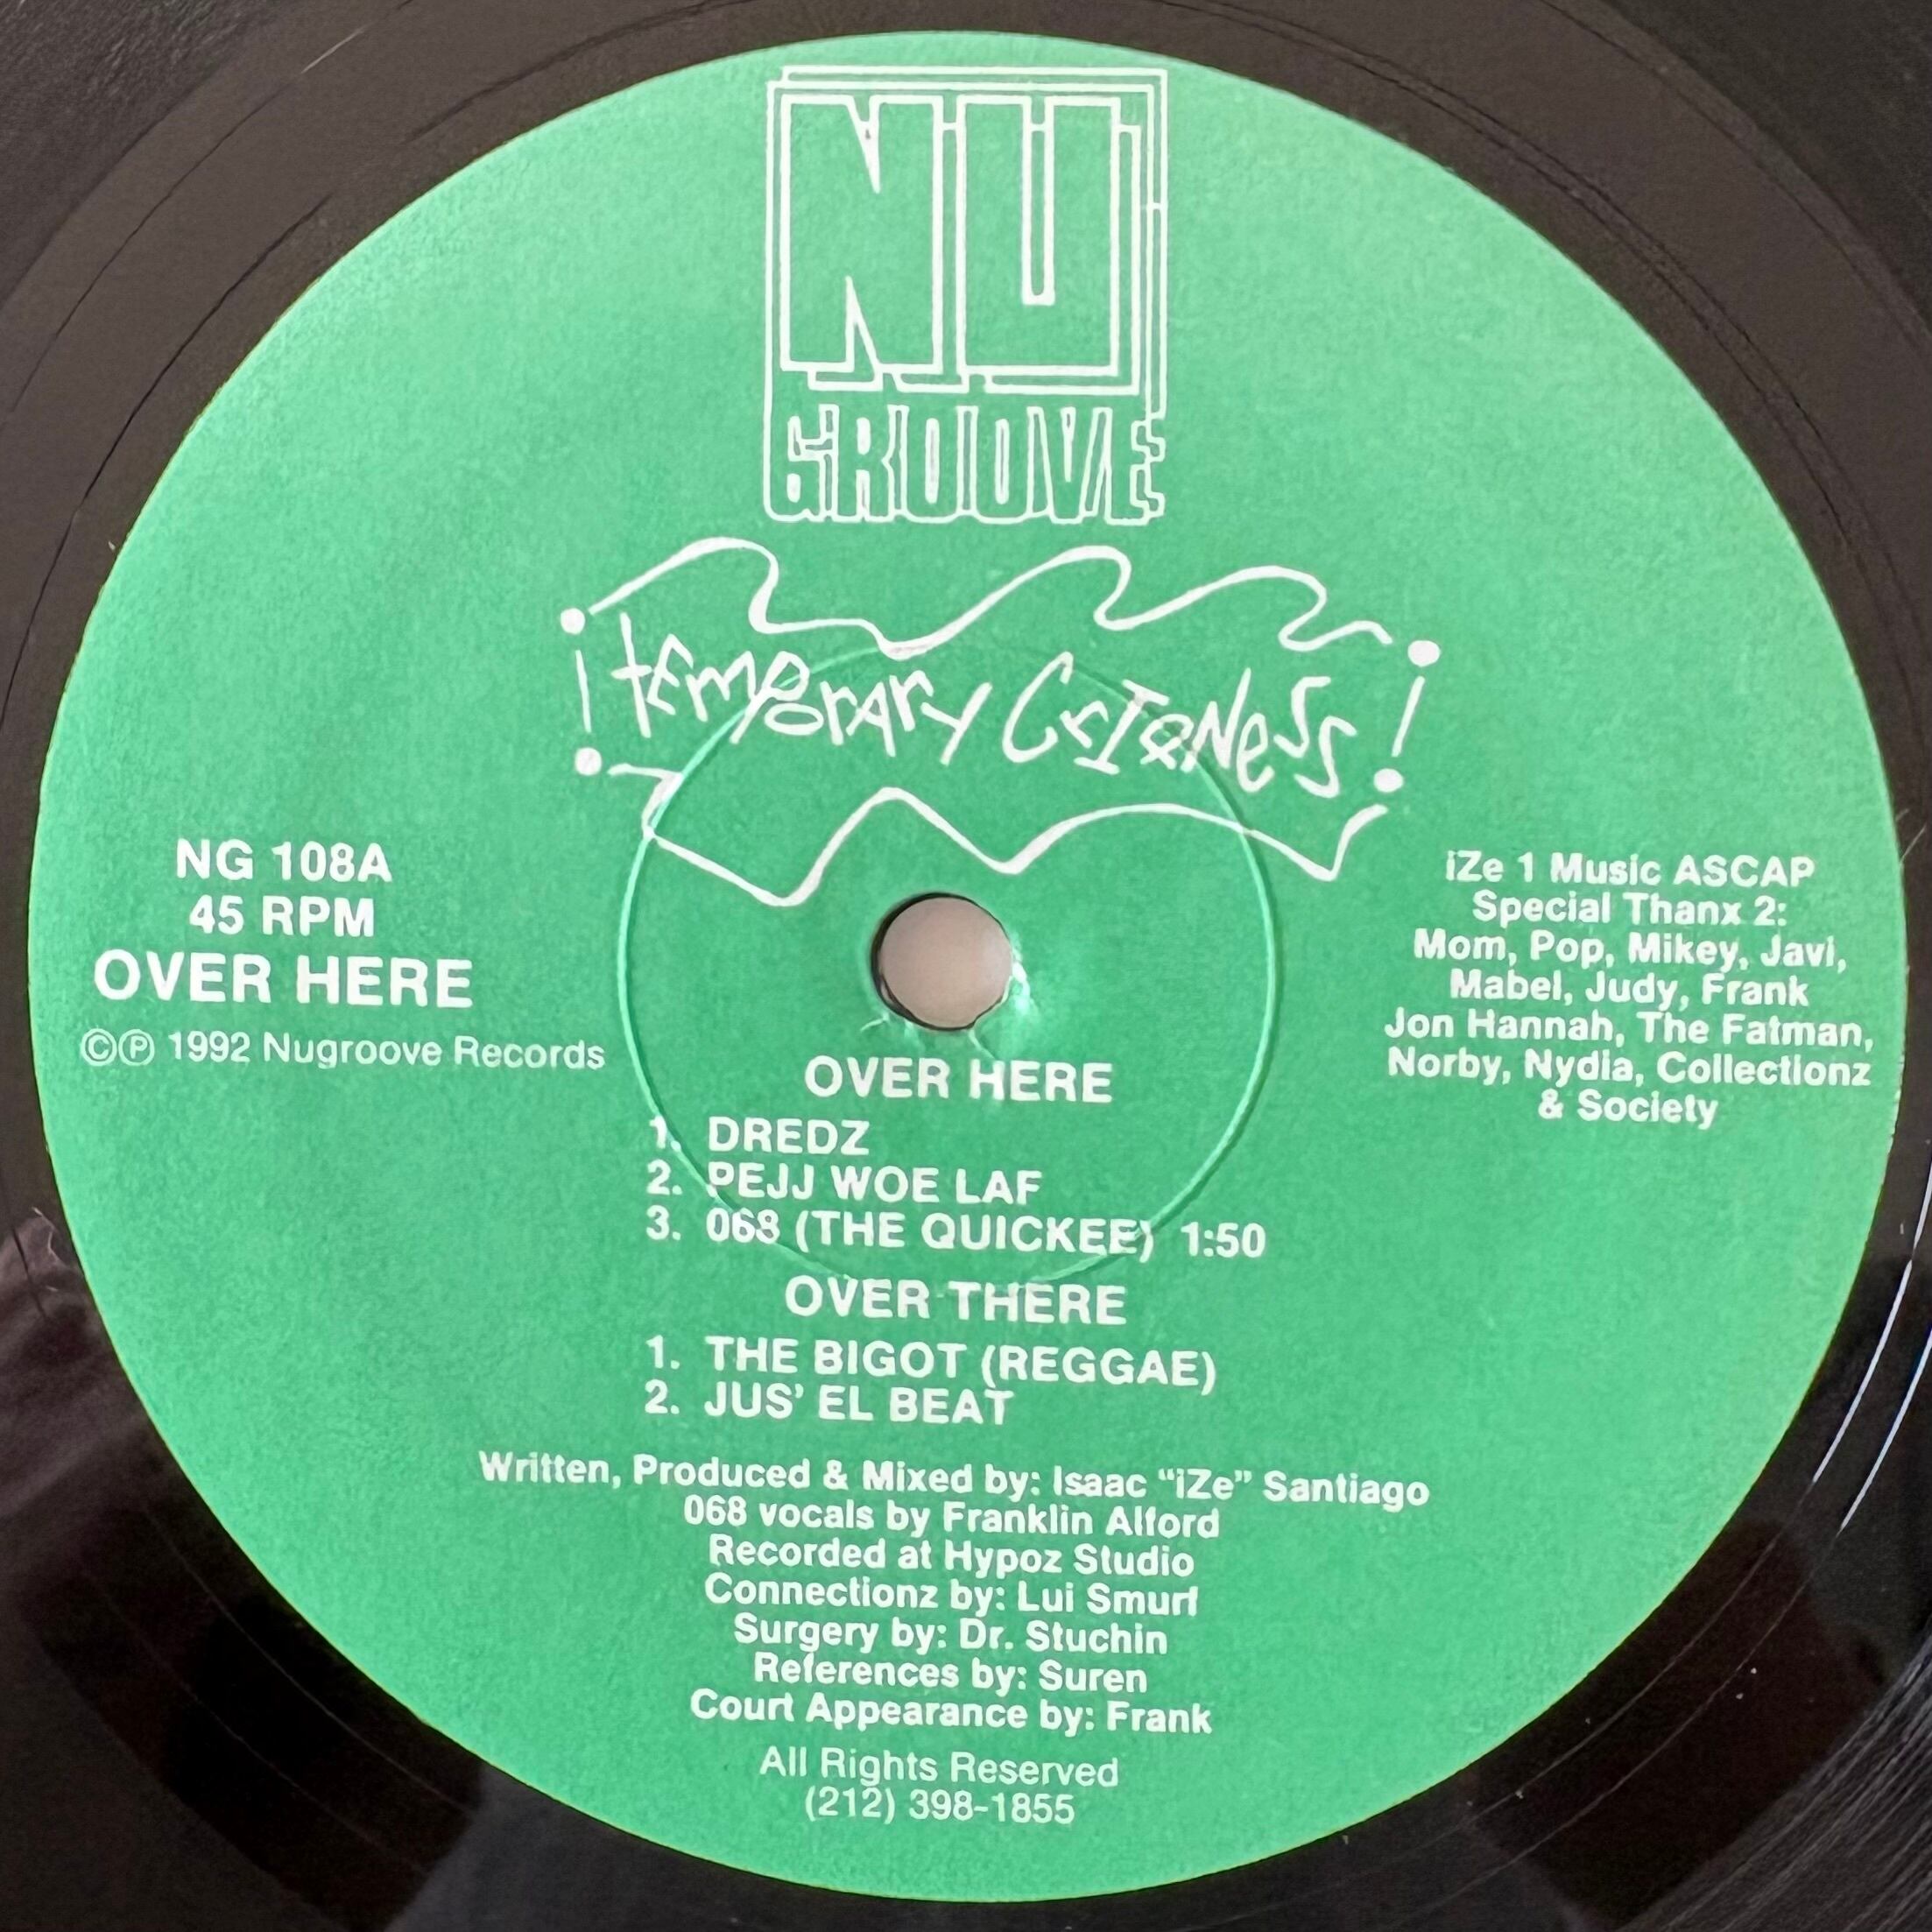 NU
GROOVE
¡temporary CrIoNess!
NG 108A
45 RPM
OVER HERE
©℗ 1992 Nugroove Records
iZe 1 Music ASCAP
Special Thanx 2:
Mom, Pop, Mikey, Javi,
Mabel, Judy, Frank
Jon Hannah, The Fatman,
Norby, Nydia, Collectionz
& Society
OVER HERE
1. DREDZ
2. PEJJ WOE LAF
3. 068 (THE QUICKEE) 1:50
OVER THERE
1. THE BIGOT (REGGAE)
2. JUS' EL BEAT
Written, Produced & Mixed by: Isaac "iZe" Santiago
068 vocals by Franklin Alford
Recorded at Hypoz Studio
Connectionz by: Lui Smurf
Surgery by: Dr. Stuchin
References by: Suren
Court Appearance by: Frank
All Rights Reserved
(212) 398-1855